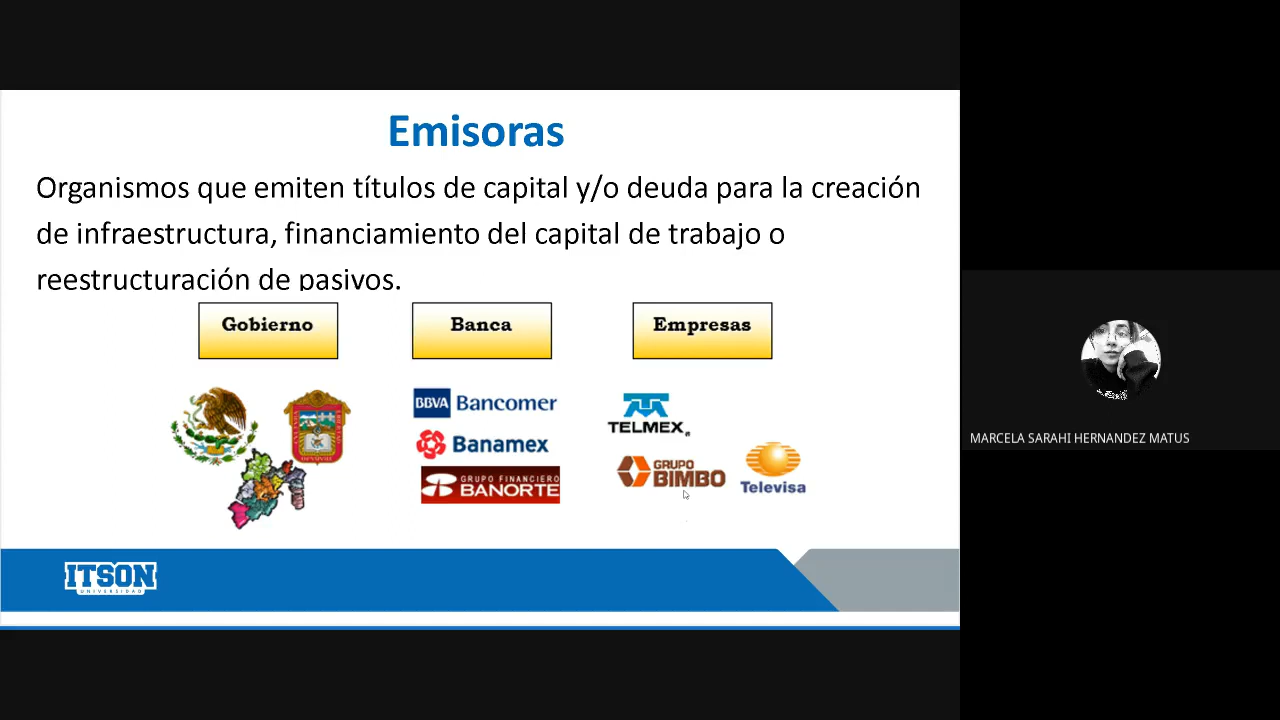 Emisoras
Organismos que emiten títulos de capital y/o deuda para la creación
de infraestructura, financiamiento del capital de trabajo o
reestructuración de pasivos.
Gobierno
Banca
Empresas
BBVA Bancomer
Banamex
GRUPO FINANCIERO
BANORTE
TELMEX
GRUPO
BIMBO
Televisa
ITSON
UNIVERSIDAD
MARCELA SARAHI HERNANDEZ MATUS